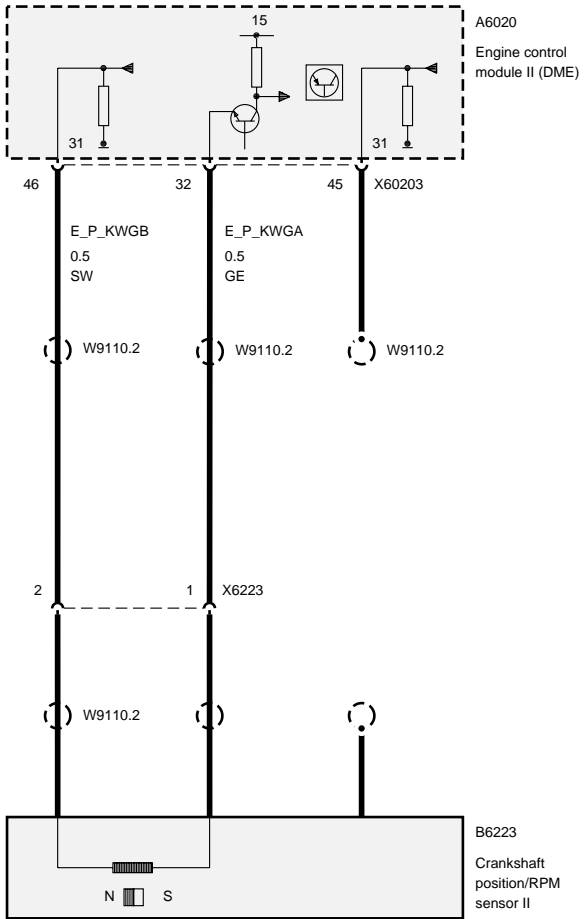 15
A6020
Engine control
module II (DME)
31
31
46
32
45
X60203
E_P_KWGB
0.5
SW
E_P_KWGA
0.5
GE
W9110.2
W9110.2
W9110.2
2
1
X6223
W9110.2
B6223
Crankshaft
position/RPM
sensor II
N
S